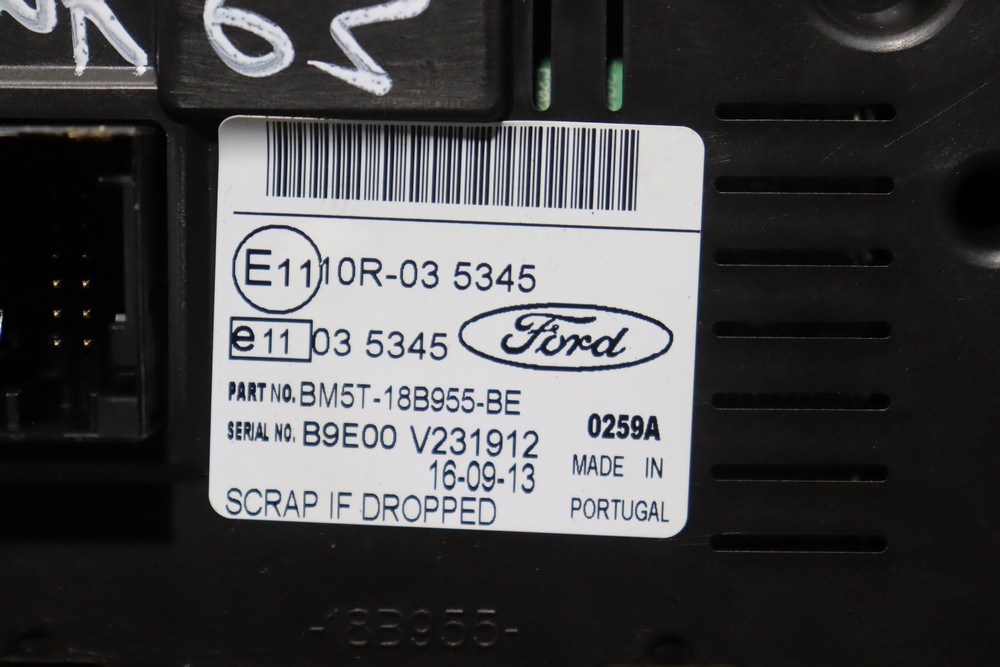 65
E11 10R-03 5345
e11 03 5345 Ford
PART NO. BM5T-18B955-BE
SERIAL NO. B9E00 V231912 0259A
16-09-13 MADE IN
SCRAP IF DROPPED PORTUGAL
-18B955-